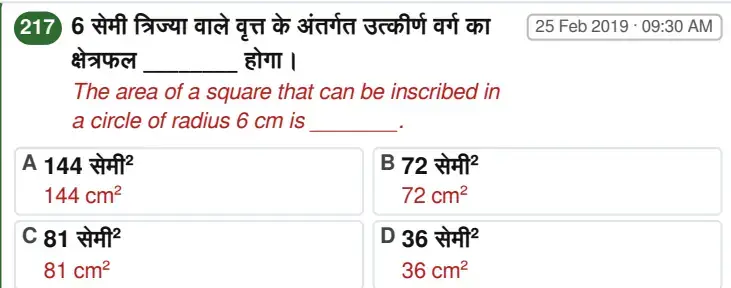 217 6 सेमी त्रिज्या वाले वृत्त के अंतर्गत उत्कीर्ण वर्ग का
25 Feb 2019 · 09:30 AM
क्षेत्रफल ________ होगा।
The area of a square that can be inscribed in
a circle of radius 6 cm is ________.
A 144 सेमी²
144 cm²
B 72 सेमी²
72 cm²
C 81 सेमी²
81 cm²
D 36 सेमी²
36 cm²